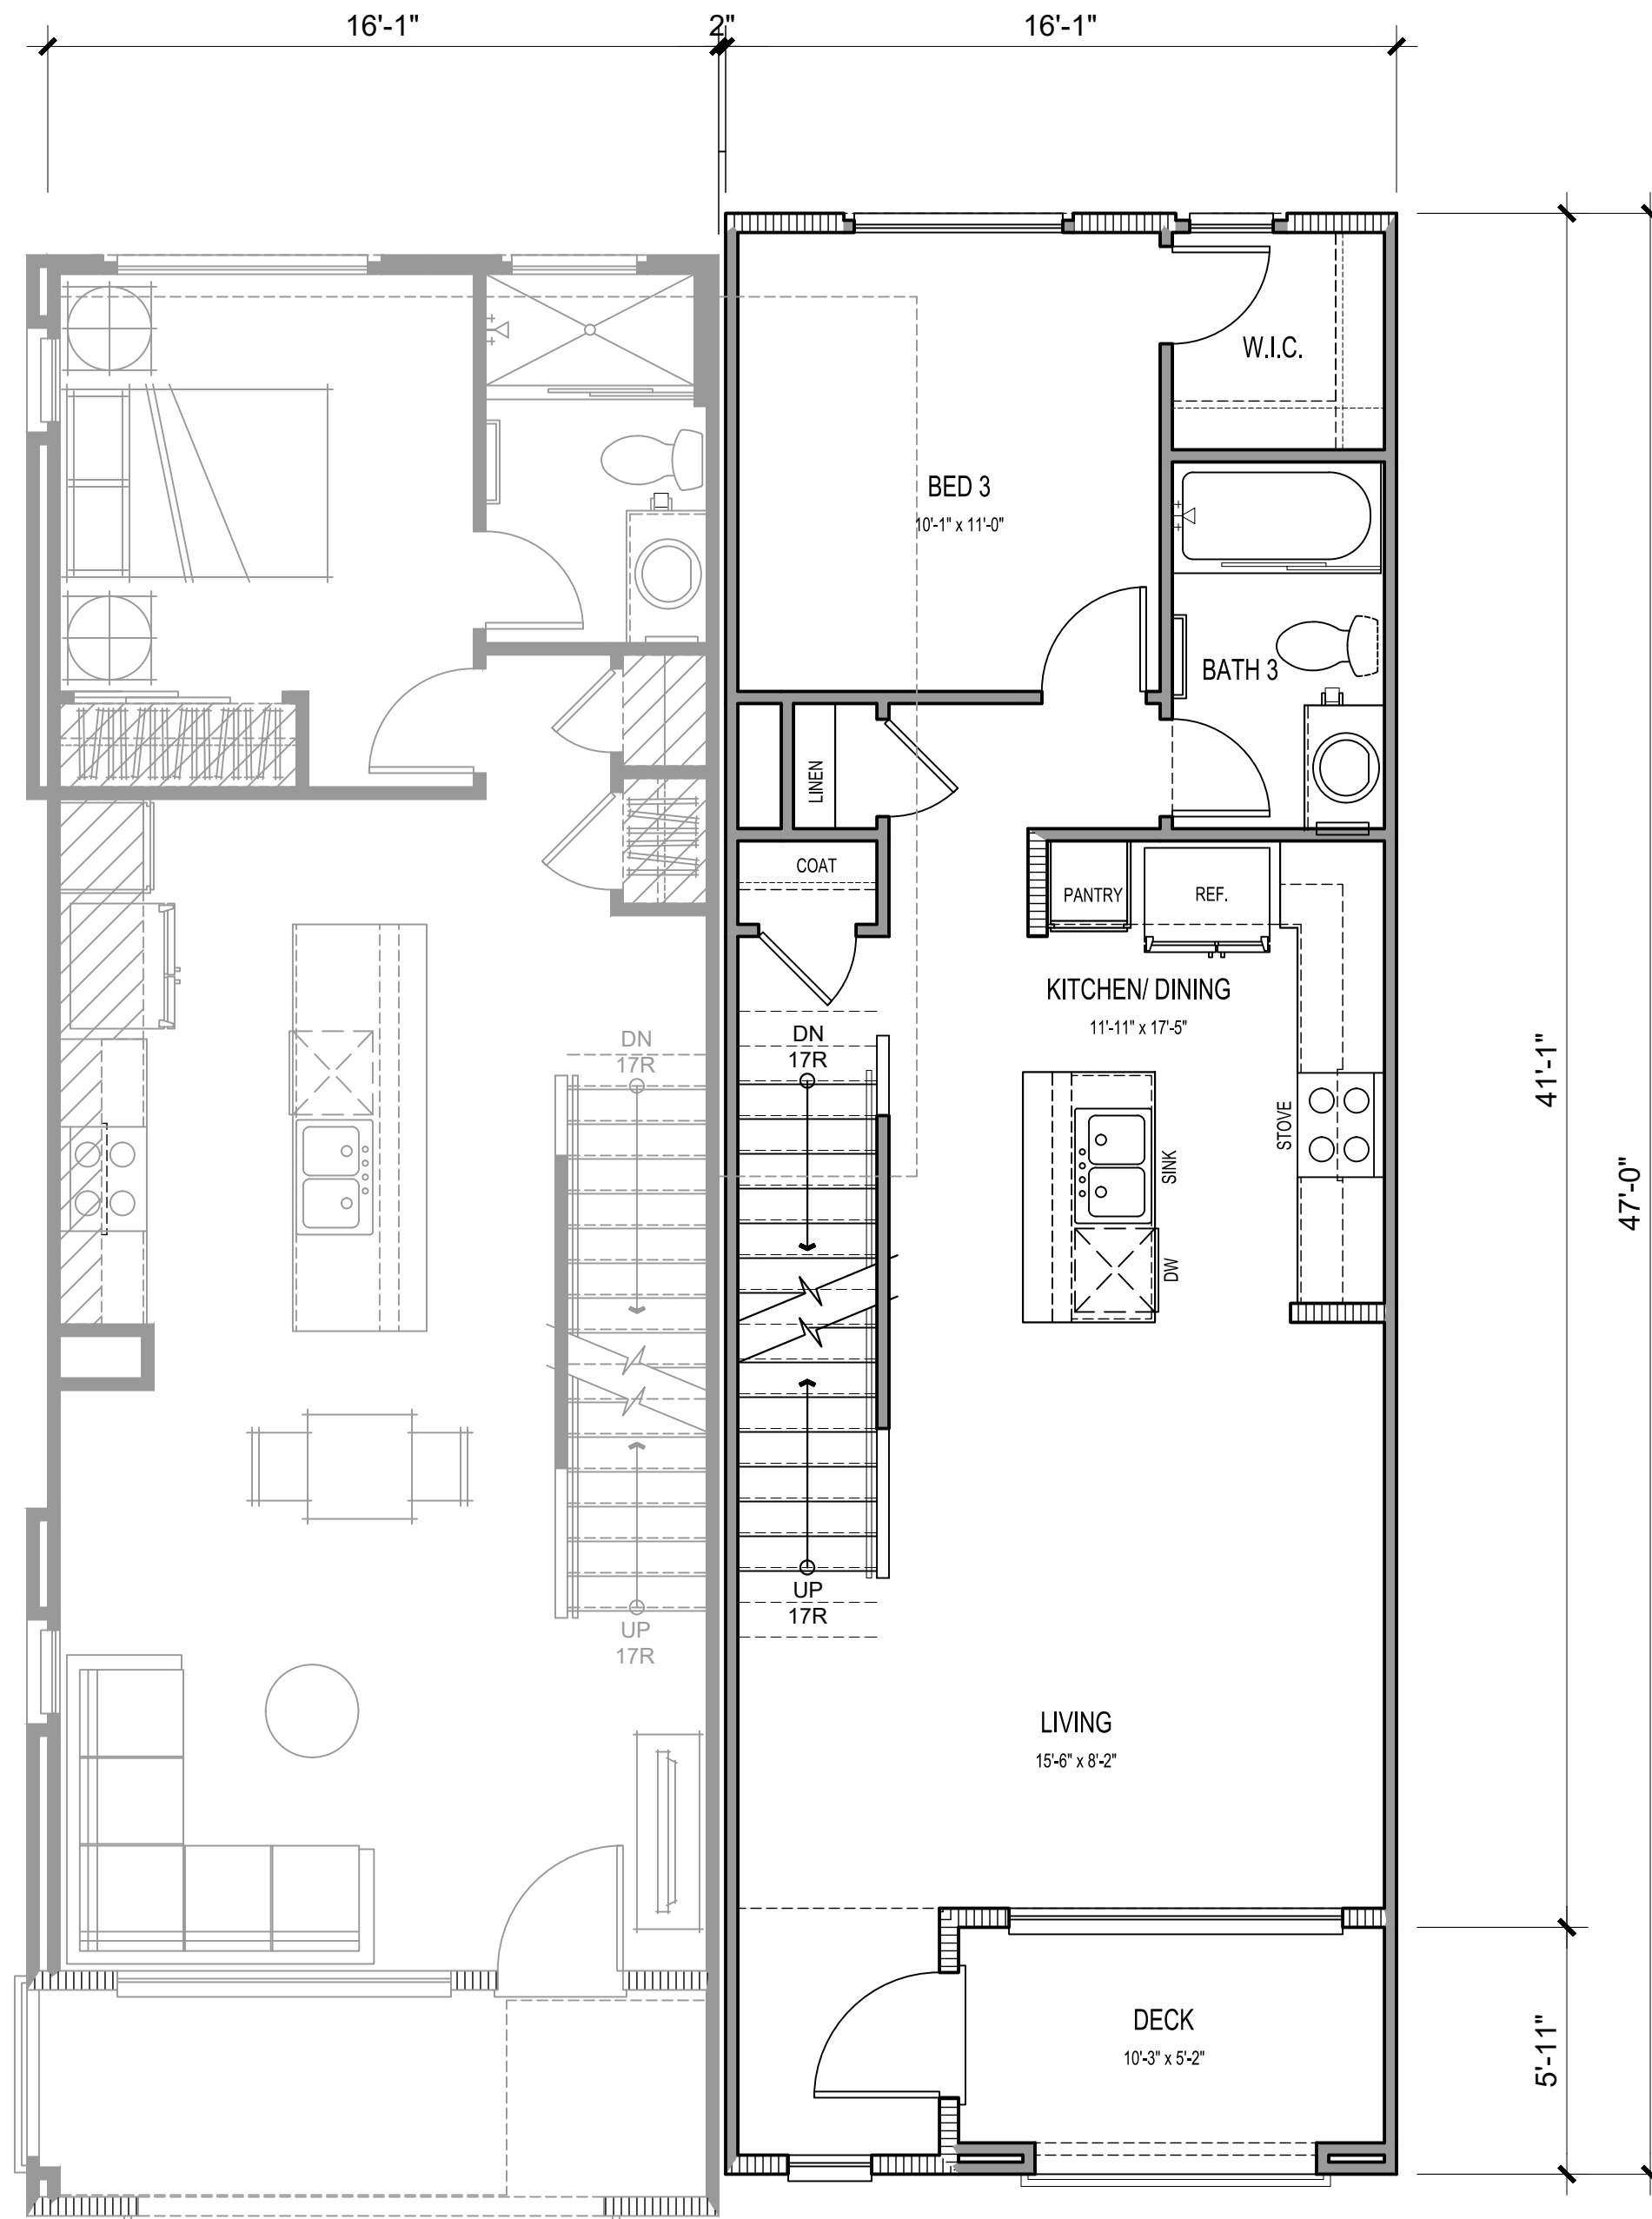 16'-1"
2"
16'-1"
W.I.C.
BED 3
10'-1" x 11'-0"
BATH 3
LINEN
COAT
PANTRY
REF.
KITCHEN/ DINING
11'-11" x 17'-5"
DN
17R
DN
17R
STOVE
SINK
DW
41'-1"
47'-0"
UP
17R
UP
17R
LIVING
15'-6" x 8'-2"
DECK
10'-3" x 5'-2"
5'-11"